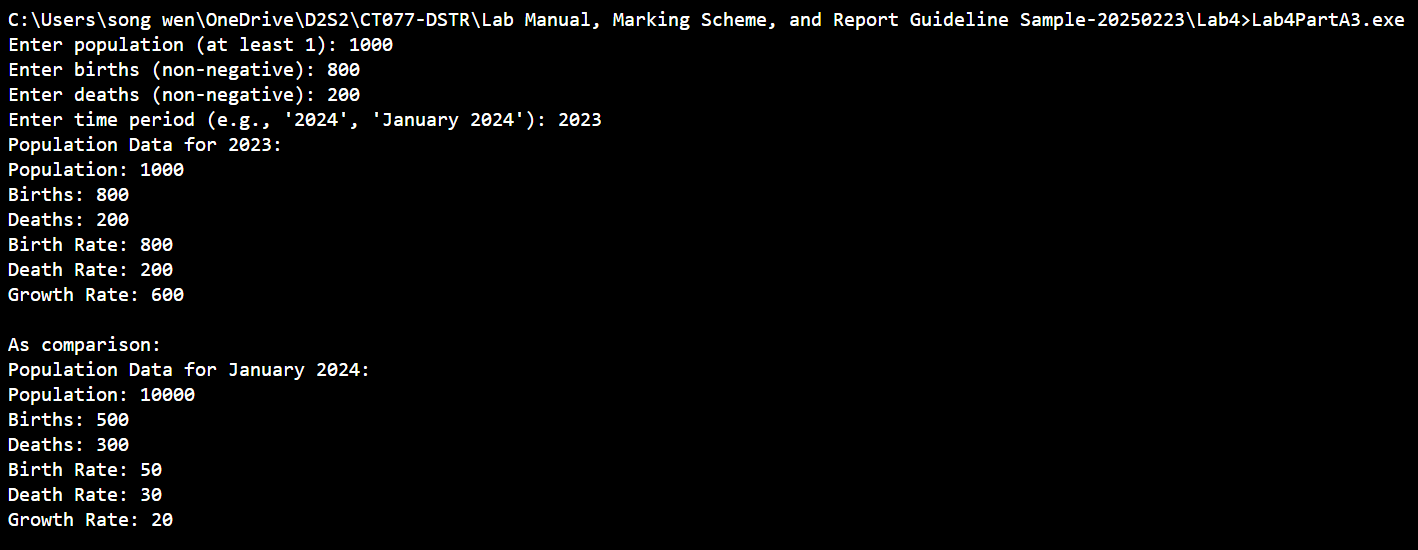 C:\Users\song wen\OneDrive\D2S2\CT077-DSTR\Lab Manual, Marking Scheme, and Report Guideline Sample-20250223\Lab4>Lab4PartA3.exe
Enter population (at least 1): 1000
Enter births (non-negative): 800
Enter deaths (non-negative): 200
Enter time period (e.g., '2024', 'January 2024'): 2023
Population Data for 2023:
Population: 1000
Births: 800
Deaths: 200
Birth Rate: 800
Death Rate: 200
Growth Rate: 600

As comparison:
Population Data for January 2024:
Population: 10000
Births: 500
Deaths: 300
Birth Rate: 50
Death Rate: 30
Growth Rate: 20